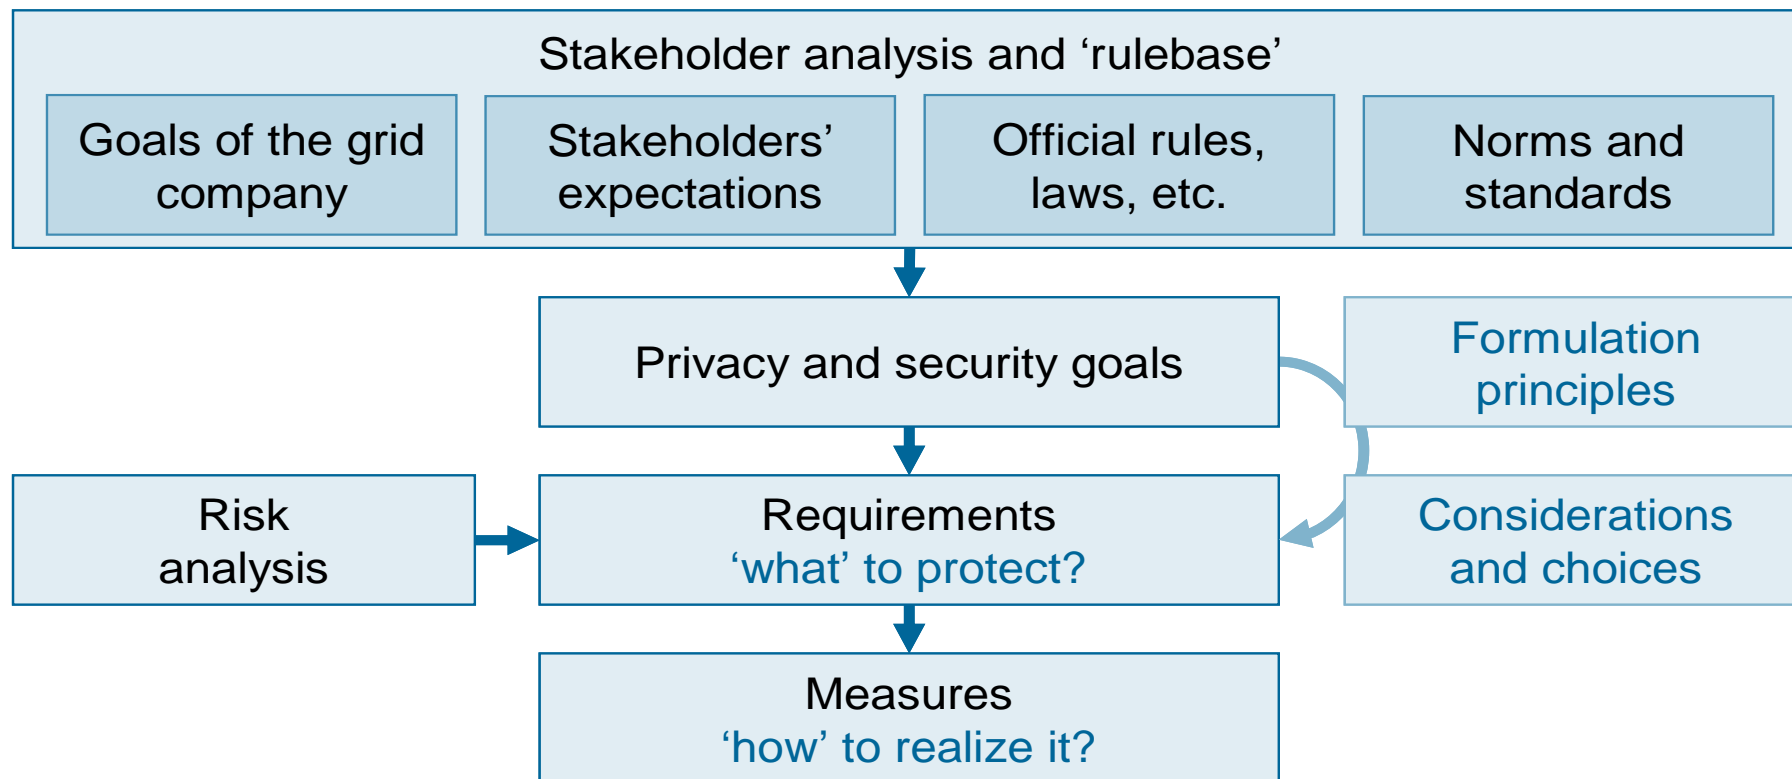 Stakeholder analysis and ‘rulebase’
Goals of the grid
company
Stakeholders’
expectations
Official rules,
laws, etc.
Norms and
standards
Privacy and security goals
Formulation
principles
Risk
analysis
Requirements
‘what’ to protect?
Considerations
and choices
Measures
‘how’ to realize it?